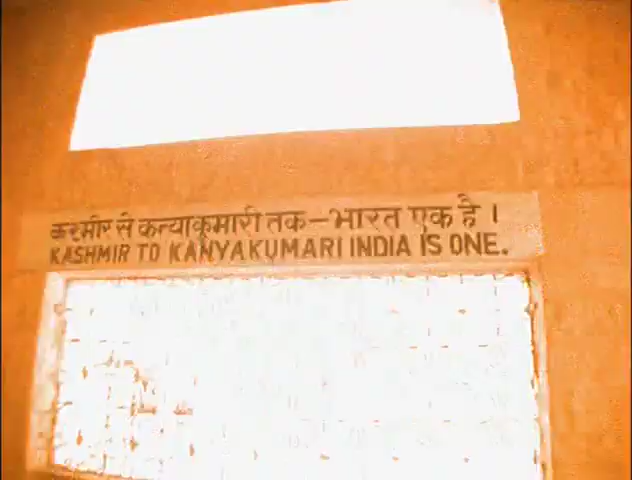 कश्मीर से कन्याकुमारी तक – भारत एक है ।
KASHMIR TO KANYAKUMARI INDIA IS ONE.